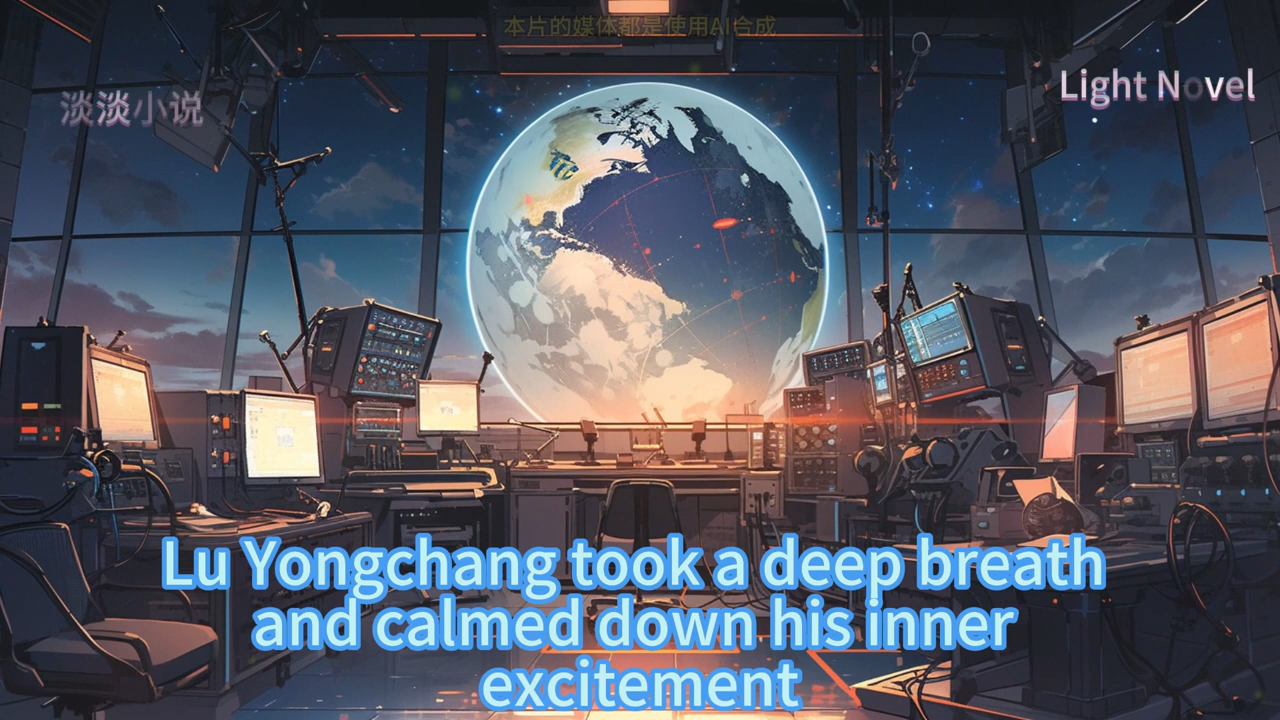 本片的媒体都是使用AI合成
淡淡小说
Light Novel
Lu Yongchang took a deep breath
and calmed down his inner
excitement